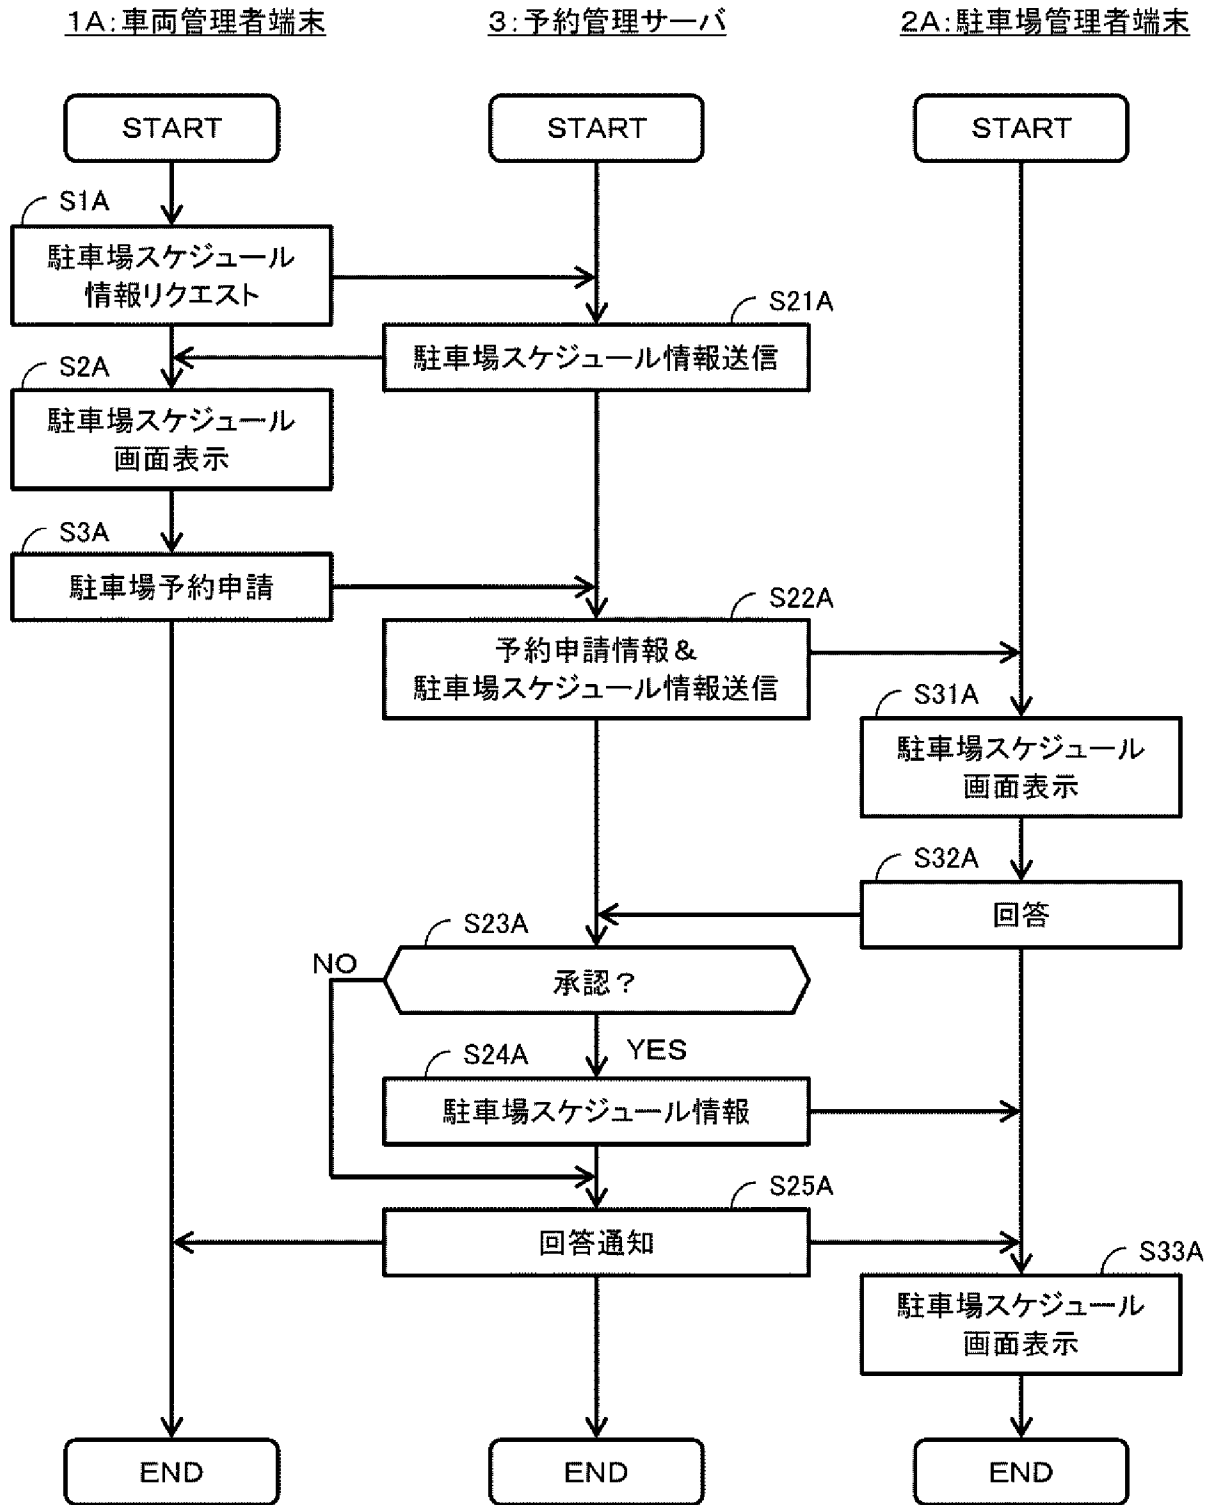 1A:車両管理者端末
3:予約管理サーバ
2A:駐車場管理者端末
START
START
START
S1A
駐車場スケジュール
情報リクエスト
S21A
駐車場スケジュール情報送信
S2A
駐車場スケジュール
画面表示
S3A
駐車場予約申請
S22A
予約申請情報＆
駐車場スケジュール情報送信
S31A
駐車場スケジュール
画面表示
S32A
回答
S23A
NO
承認？
YES
S24A
駐車場スケジュール情報
S25A
回答通知
S33A
駐車場スケジュール
画面表示
END
END
END